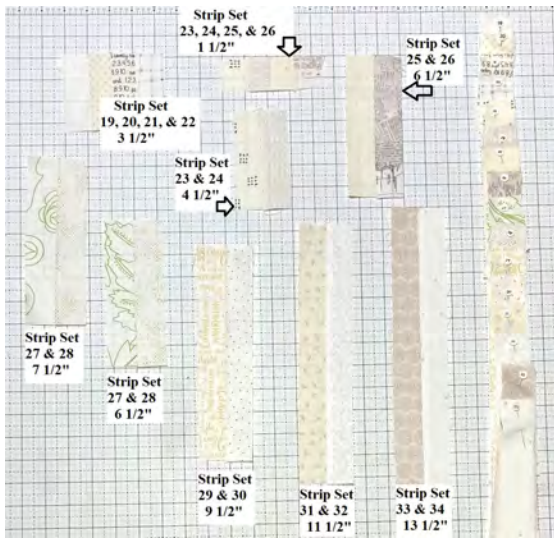 Strip Set
23, 24, 25, & 26
1 1/2"
Strip Set
25 & 26
6 1/2"
Strip Set
19, 20, 21, & 22
3 1/2"
Strip Set
23 & 24
4 1/2"
Strip Set
27 & 28
7 1/2"
Strip Set
27 & 28
6 1/2"
Strip Set
29 & 30
9 1/2"
Strip Set
31 & 32
11 1/2"
Strip Set
33 & 34
13 1/2"